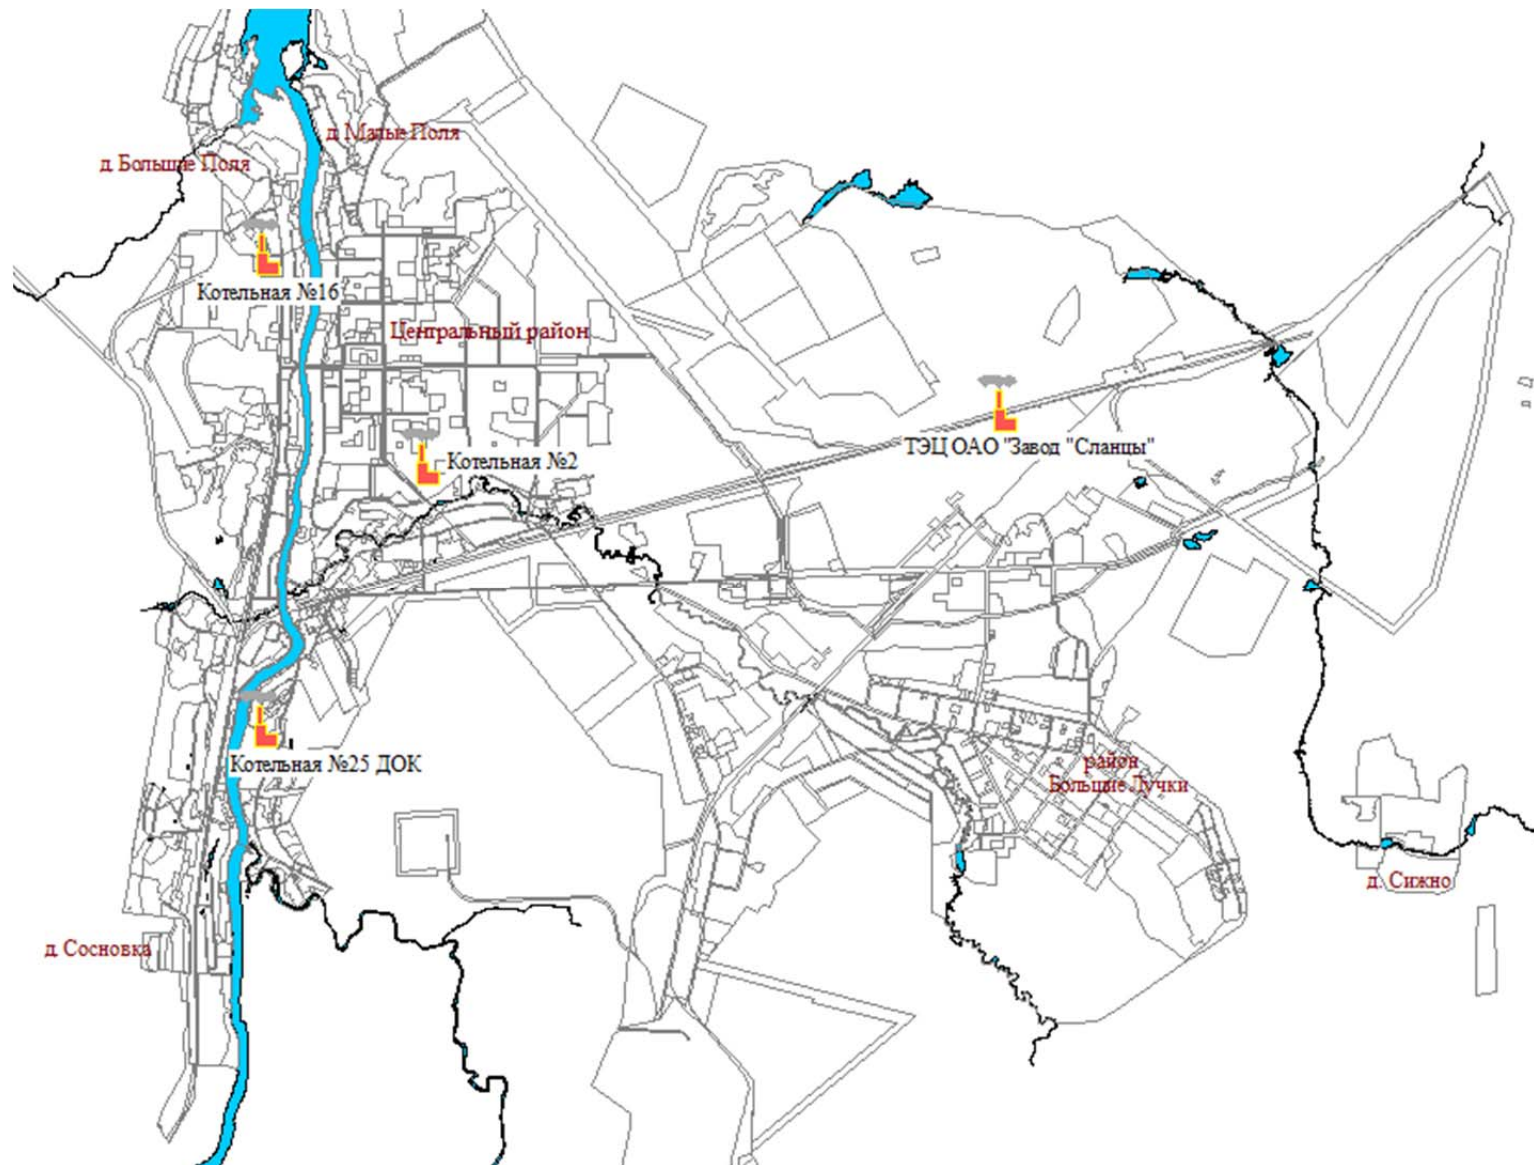 д. Малые Поля
д. Большие Поля
Котельная №16
Центральный район
ТЭЦ ОАО "Завод "Сланцы"
Котельная №2
Котельная №25 ДОК
район
Большие Лучки
д. Сижно
д. Сосновка